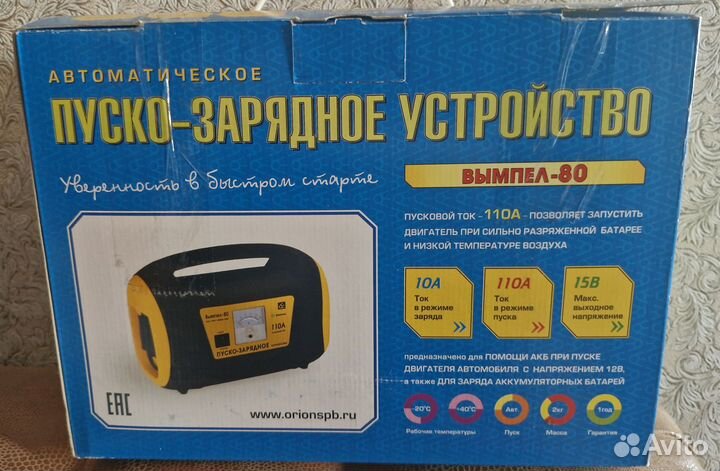 АВТОМАТИЧЕСКОЕ
ПУСКО-ЗАРЯДНОЕ УСТРОЙСТВО
Уверенность в быстром старте
ВЫМПЕЛ-80
ПУСКОВОЙ ТОК - 110А - ПОЗВОЛЯЕТ ЗАПУСТИТЬ
ДВИГАТЕЛЬ ПРИ СИЛЬНО РАЗРЯЖЕННОЙ БАТАРЕЕ
И НИЗКОЙ ТЕМПЕРАТУРЕ ВОЗДУХА
10А
Ток
в режиме
заряда
110А
Ток
в режиме
пуска
15В
Макс.
выходное
напряжение
Вымпел-80
110А
ПУСКО-ЗАРЯДНОЕ
предназначено для ПОМОЩИ АКБ ПРИ ПУСКЕ
ДВИГАТЕЛЯ АВТОМОБИЛЯ С НАПРЯЖЕНИЕМ 12В,
а также ДЛЯ ЗАРЯДА АККУМУЛЯТОРНЫХ БАТАРЕЙ
-20°C
+40°C
Авт.
2кг
1год
Рабочие температуры
Пуск
Масса
Гарантия
EAC
www.orionspb.ru
Avito